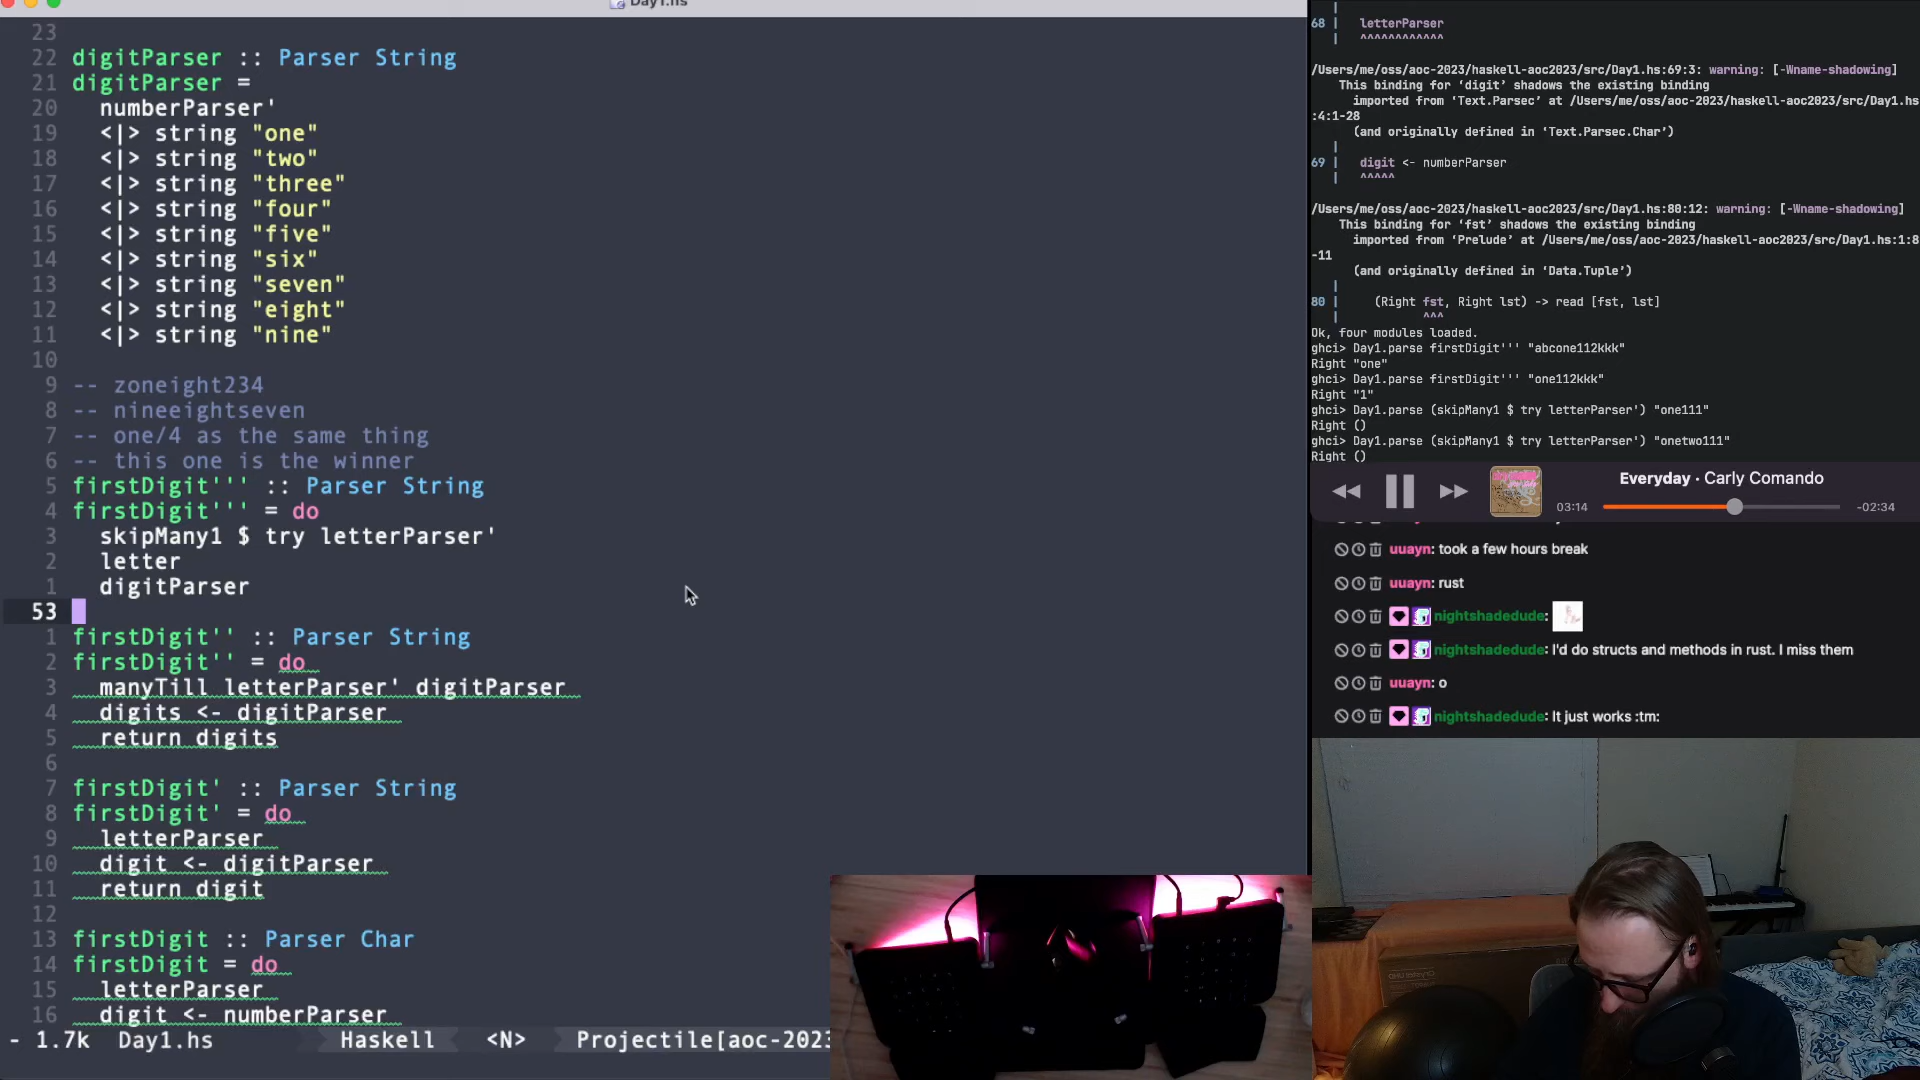 Day1.hs
23
22 digitParser :: Parser String
21 digitParser =
20 numberParser'
19 <|> string "one"
18 <|> string "two"
17 <|> string "three"
16 <|> string "four"
15 <|> string "five"
14 <|> string "six"
13 <|> string "seven"
12 <|> string "eight"
11 <|> string "nine"
10
9 -- zoneight234
8 -- nineeightseven
7 -- one/4 as the same thing
6 -- this one is the winner
5 firstDigit''' :: Parser String
4 firstDigit''' = do
3 skipMany1 $ try letterParser'
2 letter
1 digitParser
53
1 firstDigit'' :: Parser String
2 firstDigit'' = do
3 manyTill letterParser' digitParser
4 digits <- digitParser
5 return digits
6
7 firstDigit' :: Parser String
8 firstDigit' = do
9 letterParser
10 digit <- digitParser
11 return digit
12
13 firstDigit :: Parser Char
14 firstDigit = do
15 letterParser
16 digit <- numberParser
- 1.7k Day1.hs Haskell <N> Projectile[aoc-2023
|
68 | letterParser
| ^^^^^^^^^^^^
/Users/me/oss/aoc-2023/haskell-aoc2023/src/Day1.hs:69:3: warning: [-Wname-shadowing]
This binding for ‘digit’ shadows the existing binding
imported from ‘Text.Parsec’ at /Users/me/oss/aoc-2023/haskell-aoc2023/src/Day1.hs
:4:1-28
(and originally defined in ‘Text.Parsec.Char’)
|
69 | digit <- numberParser
| ^^^^^
/Users/me/oss/aoc-2023/haskell-aoc2023/src/Day1.hs:80:12: warning: [-Wname-shadowing]
This binding for ‘fst’ shadows the existing binding
imported from ‘Prelude’ at /Users/me/oss/aoc-2023/haskell-aoc2023/src/Day1.hs:1:8
-11
(and originally defined in ‘Data.Tuple’)
|
80 | (Right fst, Right lst) -> read [fst, lst]
| ^^^
Ok, four modules loaded.
ghci> Day1.parse firstDigit''' "abcone112kkk"
Right "one"
ghci> Day1.parse firstDigit''' "one112kkk"
Right "1"
ghci> Day1.parse (skipMany1 $ try letterParser') "one111"
Right ()
ghci> Day1.parse (skipMany1 $ try letterParser') "onetwo111"
Right ()
Everyday · Carly Comando
03:14 -02:34
uuayn: took a few hours break
uuayn: rust
nightshadedude:
nightshadedude: I'd do structs and methods in rust. I miss them
uuayn: o
nightshadedude: It just works :tm: